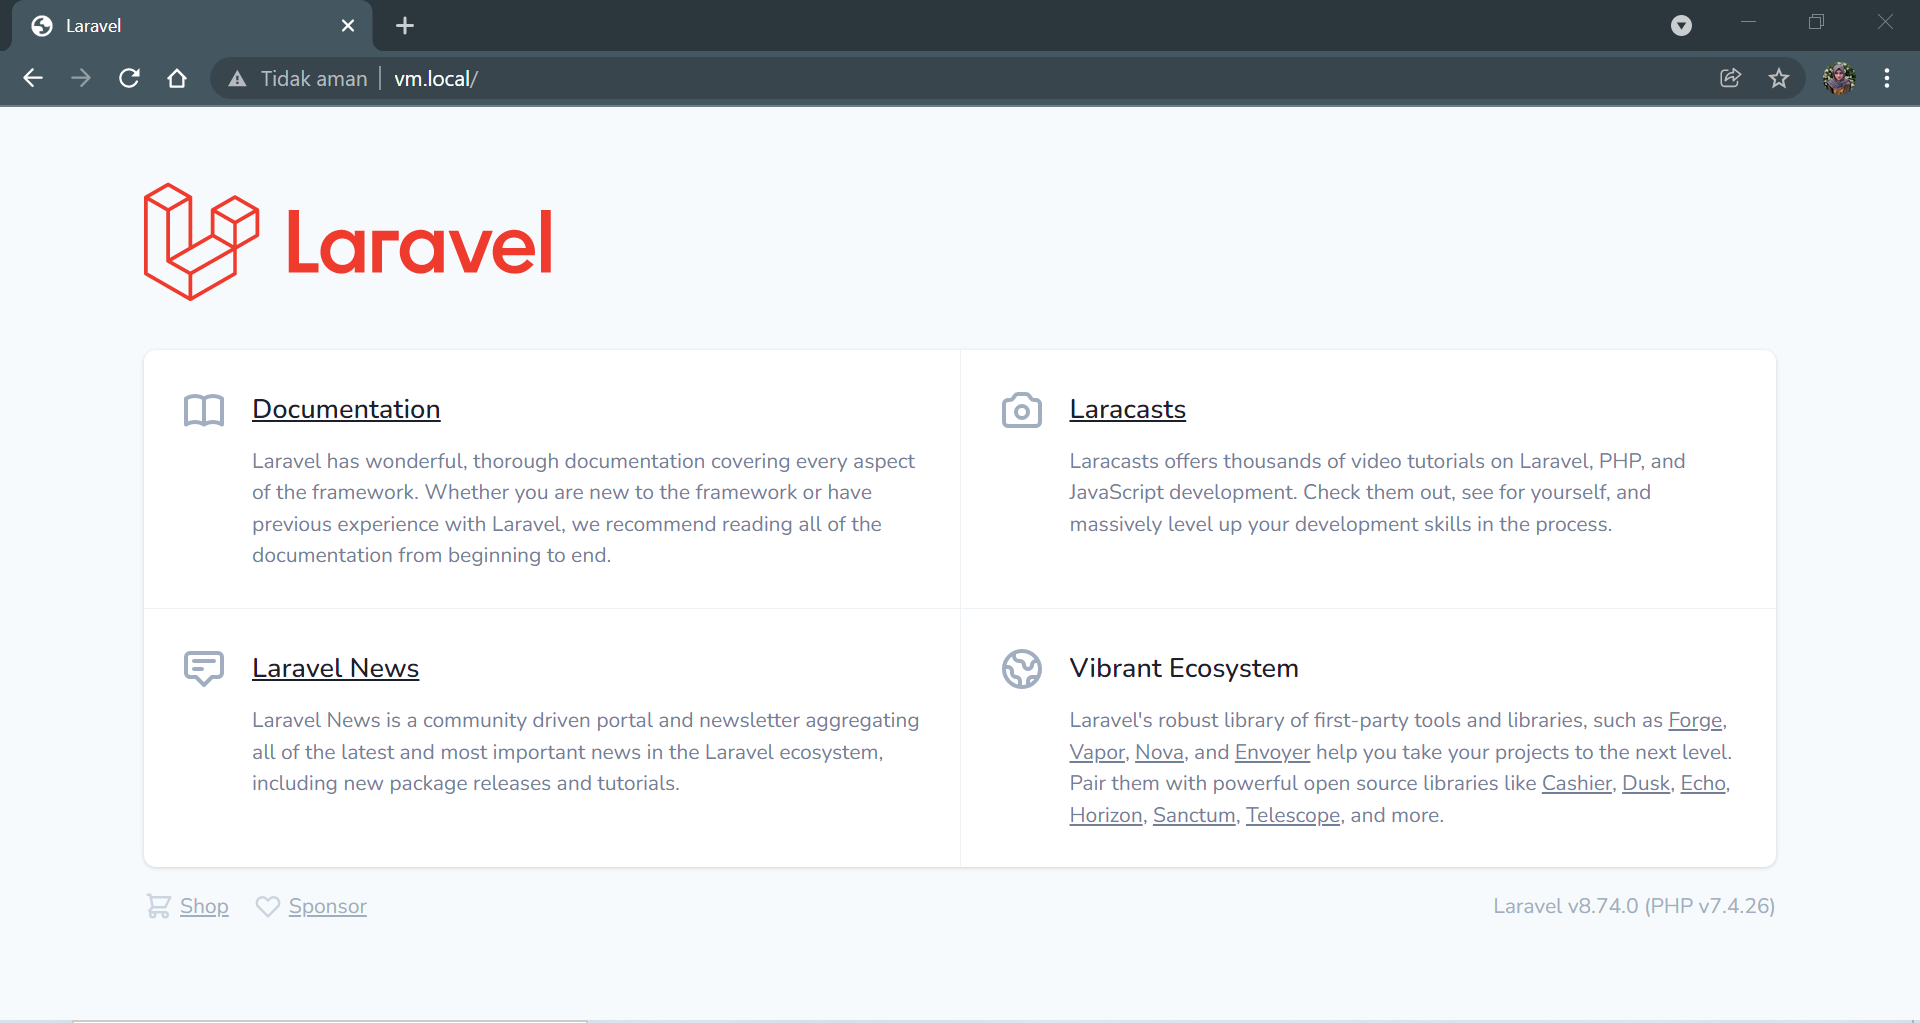 Laravel
Tidak aman
vm.local/
Laravel
Documentation
Laravel has wonderful, thorough documentation covering every aspect
of the framework. Whether you are new to the framework or have
previous experience with Laravel, we recommend reading all of the
documentation from beginning to end.
Laracasts
Laracasts offers thousands of video tutorials on Laravel, PHP, and
JavaScript development. Check them out, see for yourself, and
massively level up your development skills in the process.
Laravel News
Laravel News is a community driven portal and newsletter aggregating
all of the latest and most important news in the Laravel ecosystem,
including new package releases and tutorials.
Vibrant Ecosystem
Laravel's robust library of first-party tools and libraries, such as Forge,
Vapor, Nova, and Envoyer help you take your projects to the next level.
Pair them with powerful open source libraries like Cashier, Dusk, Echo,
Horizon, Sanctum, Telescope, and more.
Shop
Sponsor
Laravel v8.74.0 (PHP v7.4.26)